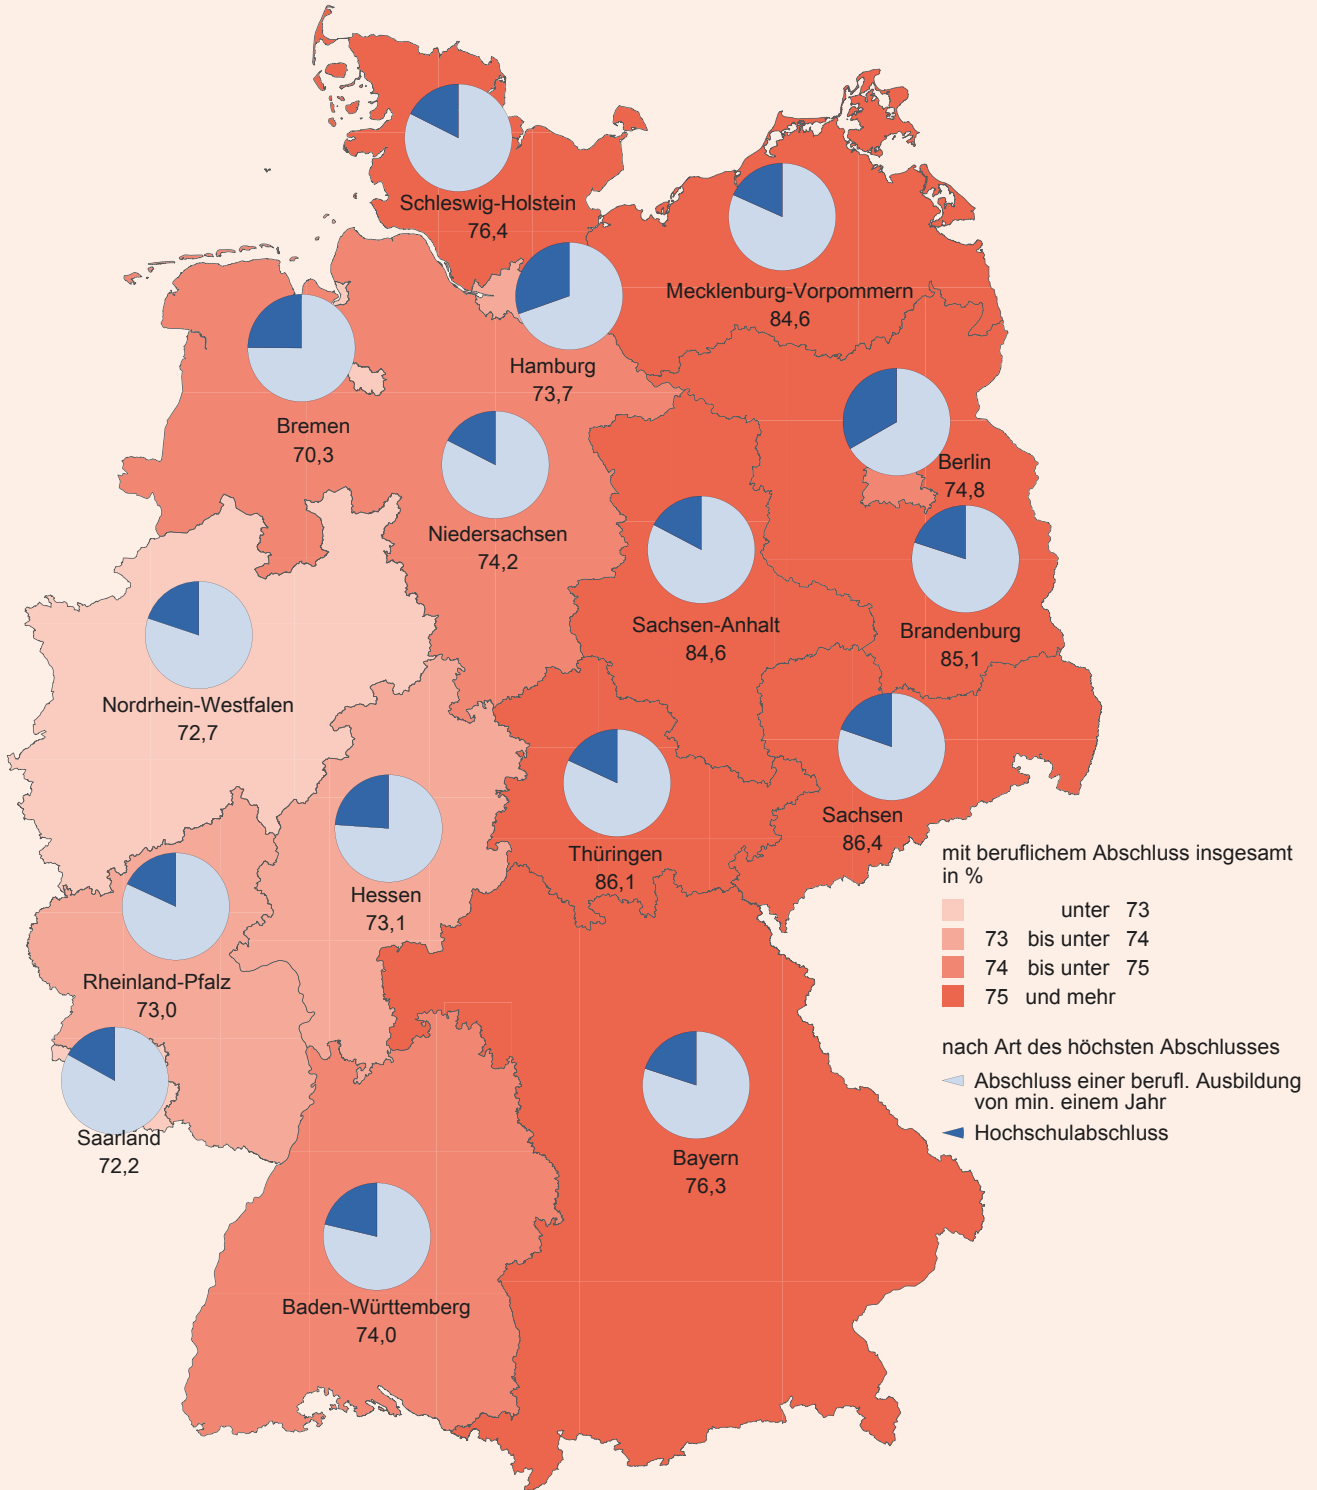 Schleswig-Holstein
76,4
Mecklenburg-Vorpommern
84,6
Hamburg
73,7
Bremen
70,3
Berlin
74,8
Niedersachsen
74,2
Sachsen-Anhalt
84,6
Brandenburg
85,1
Nordrhein-Westfalen
72,7
Sachsen
86,4
Thüringen
86,1
Hessen
73,1
Rheinland-Pfalz
73,0
Saarland
72,2
Bayern
76,3
Baden-Württemberg
74,0
mit beruflichem Abschluss insgesamt
in %
unter 73
73 bis unter 74
74 bis unter 75
75 und mehr
nach Art des höchsten Abschlusses
Abschluss einer berufl. Ausbildung
von min. einem Jahr
Hochschulabschluss